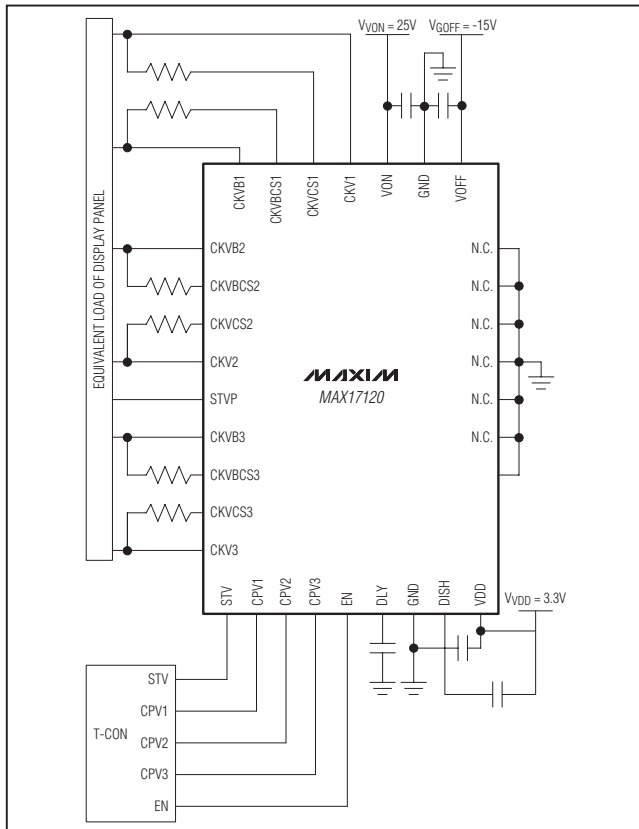 VVON = 25V
VGOFF = -15V
EQUIVALENT LOAD OF DISPLAY PANEL
CKVB1
CKVBCS1
CKVCS1
CKV1
VON
GND
VOFF
CKVB2
CKVBCS2
CKVCS2
CKV2
STVP
CKVB3
CKVBCS3
CKVCS3
CKV3
N.C.
N.C.
N.C.
N.C.
N.C.
N.C.
MAXIM
MAX17120
STV
CPV1
CPV2
CPV3
EN
DLY
GND
DISH
VDD
VVDD = 3.3V
T-CON
STV
CPV1
CPV2
CPV3
EN